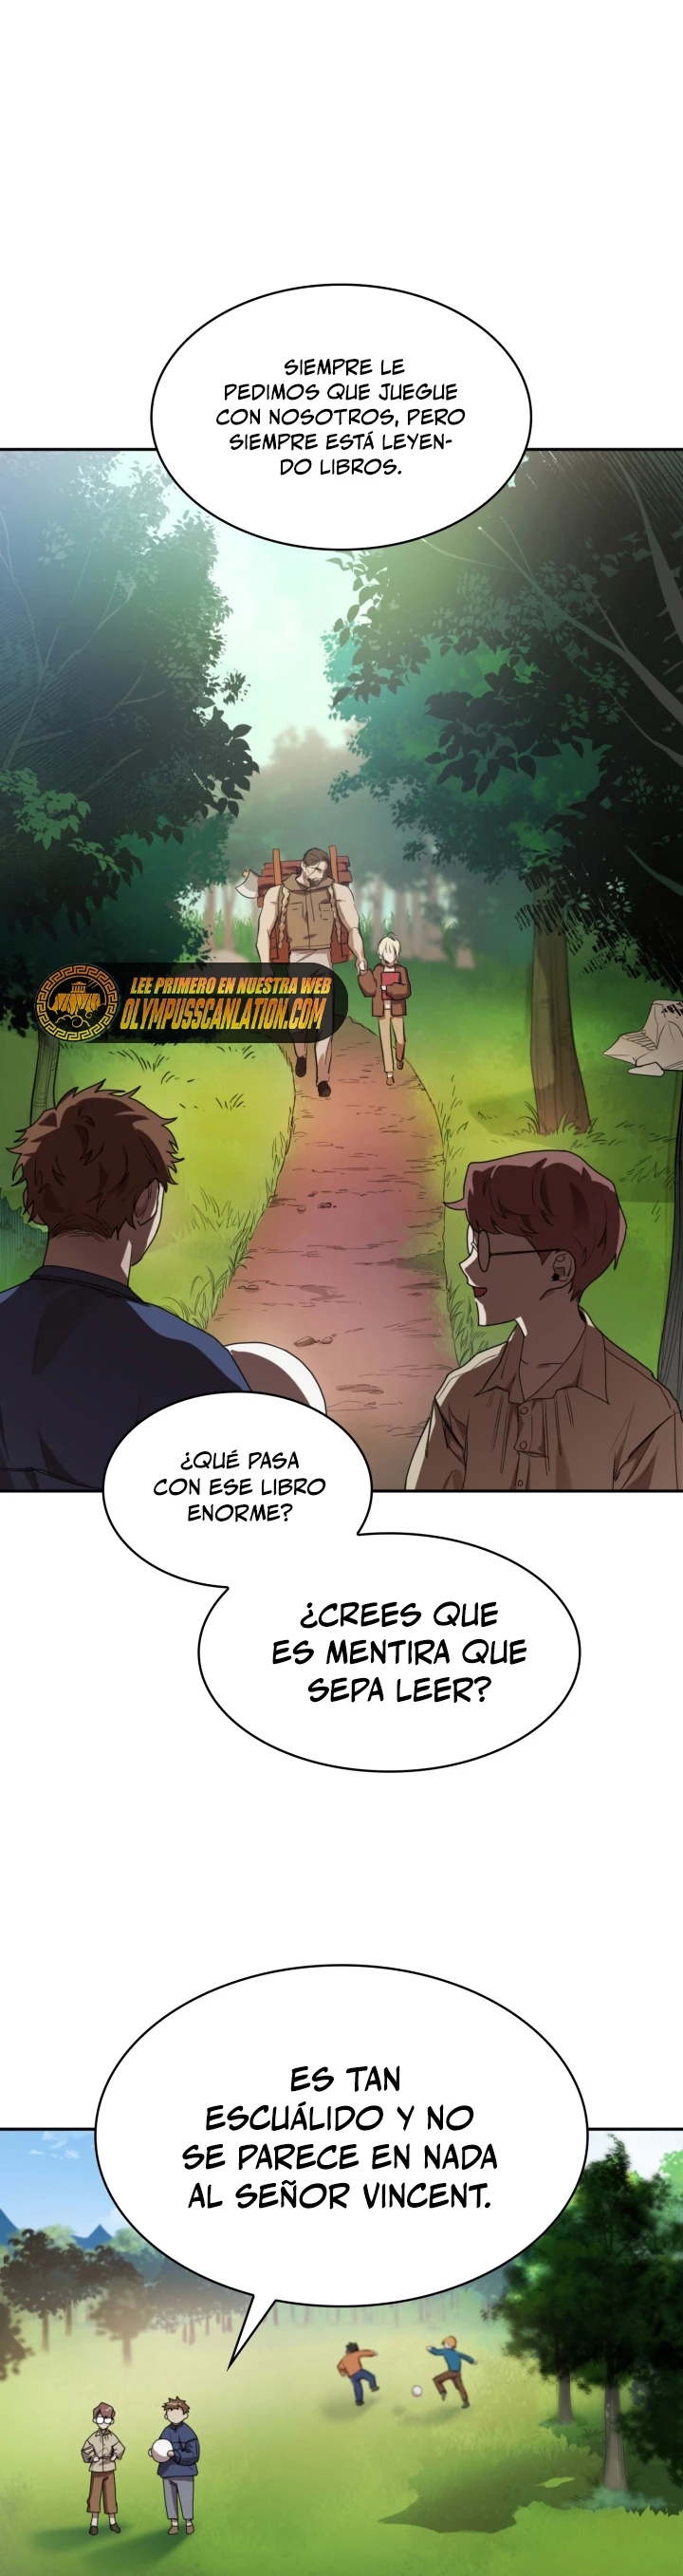 SIEMPRE LE
PEDIMOS QUE JUEGUE
CON NOSOTROS, PERO
SIEMPRE ESTÁ LEYEN-
DO LIBROS.
LEE PRIMERO EN NUESTRA WEB
OLYMPUSSCANLATION.COM
¿QUÉ PASA
CON ESE LIBRO
ENORME?
¿CREES QUE
ES MENTIRA QUE
SEPA LEER?
ES TAN
ESCUÁLIDO Y NO
SE PARECE EN NADA
AL SEÑOR VINCENT.